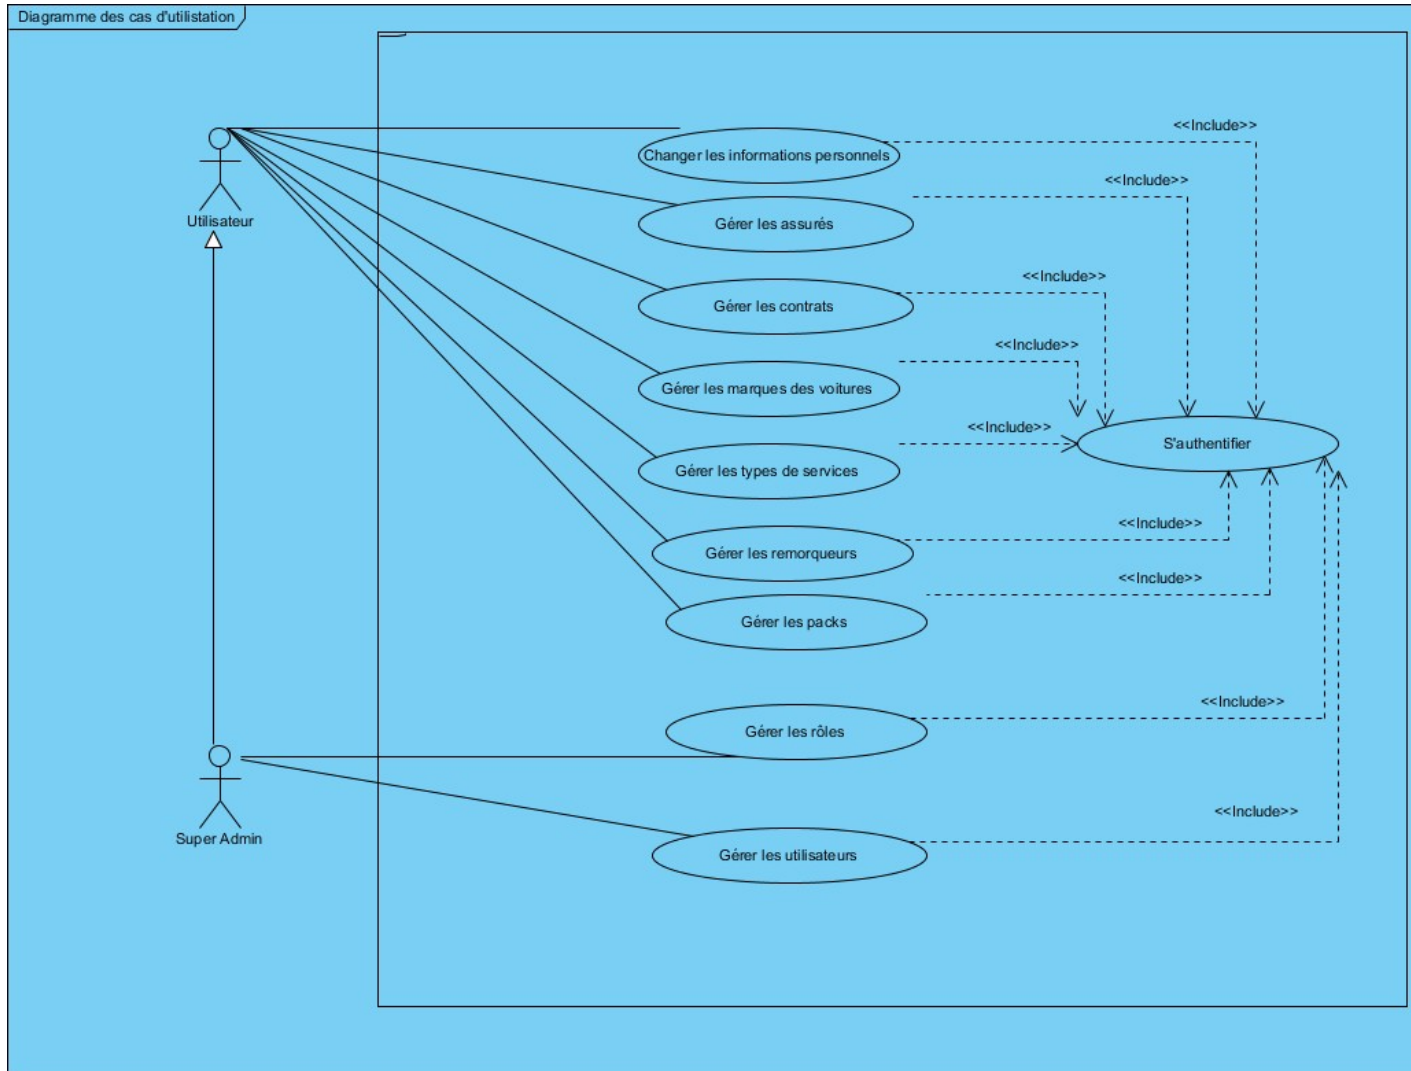 Diagramme des cas d'utilistation
<<Include>>
Changer les informations personnels
<<Include>>
Utilisateur
Gérer les assurés
<<Include>>
Gérer les contrats
<<Include>>
Gérer les marques des voitures
<<Include>>
S'authentifier
Gérer les types de services
<<Include>>
Gérer les remorqueurs
<<Include>>
Gérer les packs
<<Include>>
Gérer les rôles
<<Include>>
Super Admin
Gérer les utilisateurs